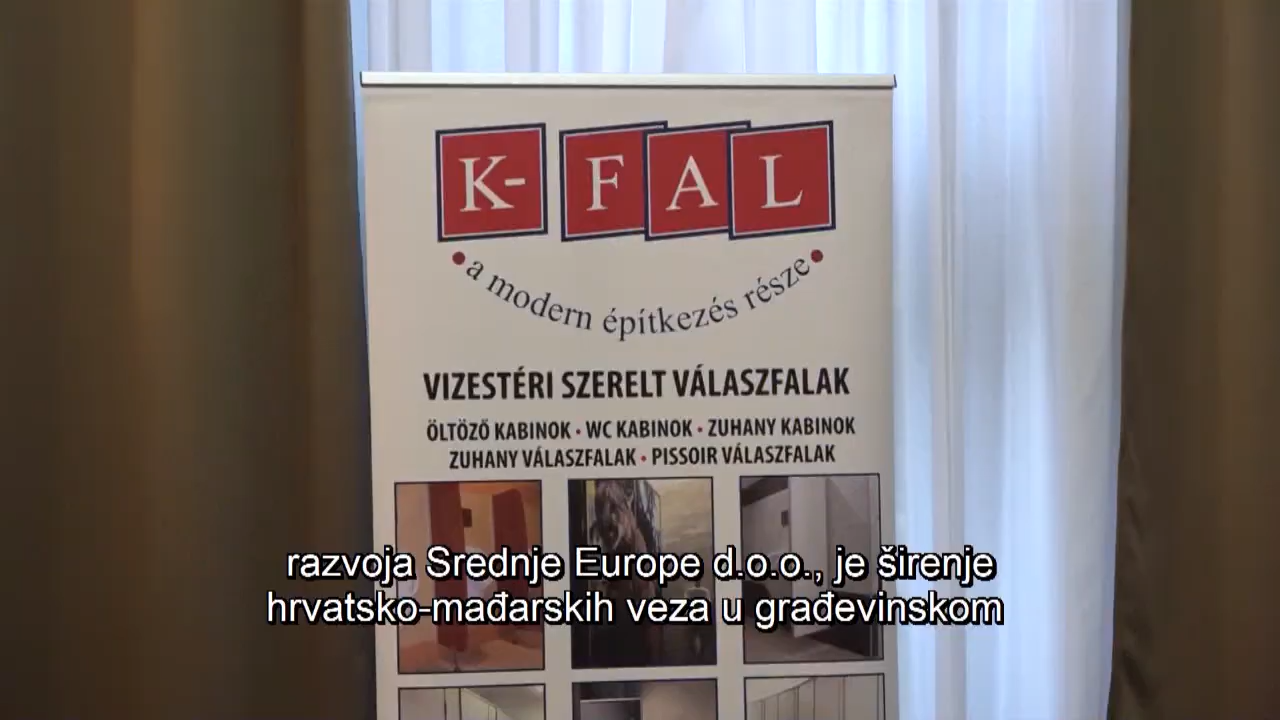 K-FAL
• a modern építkezés része •
VIZESTÉRI SZERELT VÁLASZFALAK
ÖLTÖZŐ KABINOK • WC KABINOK • ZUHANY KABINOK
ZUHANY VÁLASZFALAK • PISSOIR VÁLASZFALAK
razvoja Srednje Europe d.o.o., je širenje
hrvatsko-mađarskih veza u građevinskom